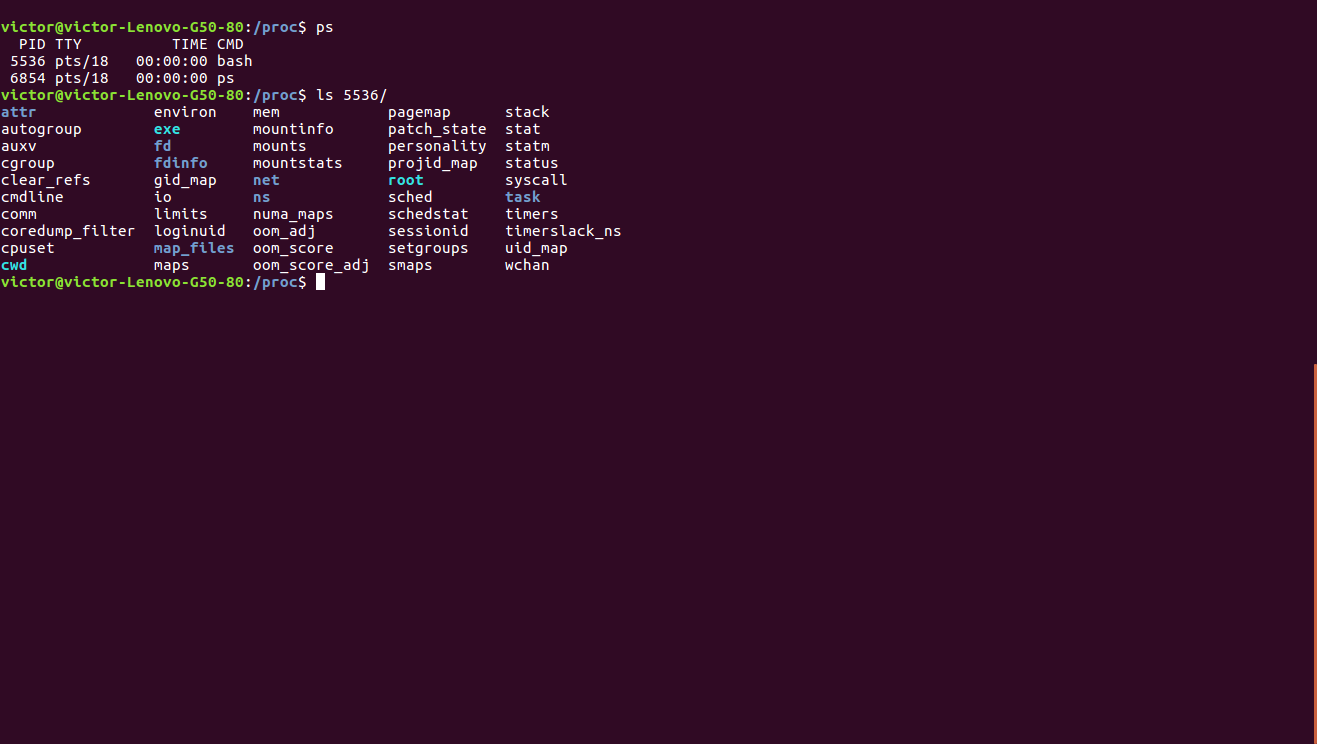 victor@victor-Lenovo-G50-80:/proc$ ps
  PID TTY          TIME CMD
 5536 pts/18   00:00:00 bash
 6854 pts/18   00:00:00 ps
victor@victor-Lenovo-G50-80:/proc$ ls 5536/
attr             environ    mem          pagemap      stack
autogroup        exe        mountinfo    patch_state  stat
auxv             fd         mounts       personality  statm
cgroup           fdinfo     mountstats   projid_map   status
clear_refs       gid_map    net          root         syscall
cmdline          io         ns           sched        task
comm             limits     numa_maps    schedstat    timers
coredump_filter  loginuid   oom_adj      sessionid    timerslack_ns
cpuset           map_files  oom_score    setgroups    uid_map
cwd              maps       oom_score_adj  smaps        wchan
victor@victor-Lenovo-G50-80:/proc$